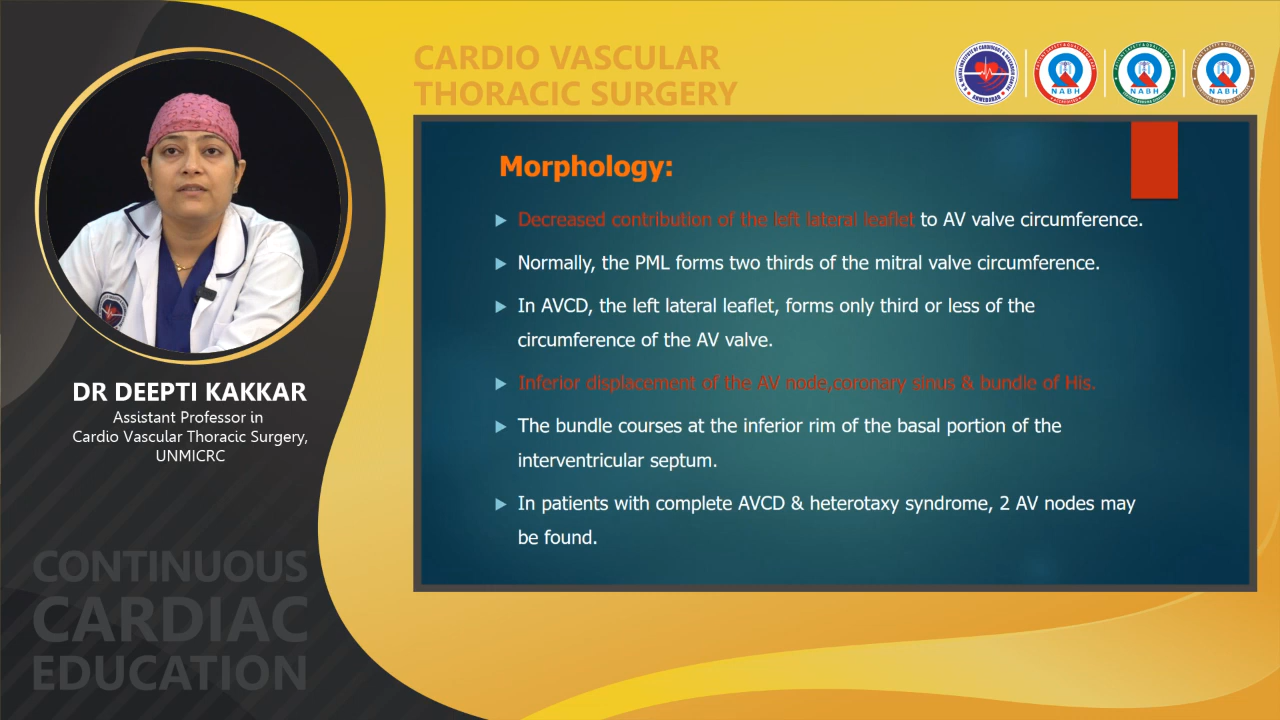 CARDIO VASCULAR
THORACIC SURGERY
NABH
NABH
NABH
Morphology:
Decreased contribution of the left lateral leaflet to AV valve circumference.
Normally, the PML forms two thirds of the mitral valve circumference.
In AVCD, the left lateral leaflet, forms only third or less of the
circumference of the AV valve.
Inferior displacement of the AV node,coronary sinus & bundle of His.
The bundle courses at the inferior rim of the basal portion of the
interventricular septum.
In patients with complete AVCD & heterotaxy syndrome, 2 AV nodes may
be found.
DR DEEPTI KAKKAR
Assistant Professor in
Cardio Vascular Thoracic Surgery,
UNMICRC
CONTINUOUS
CARDIAC
EDUCATION